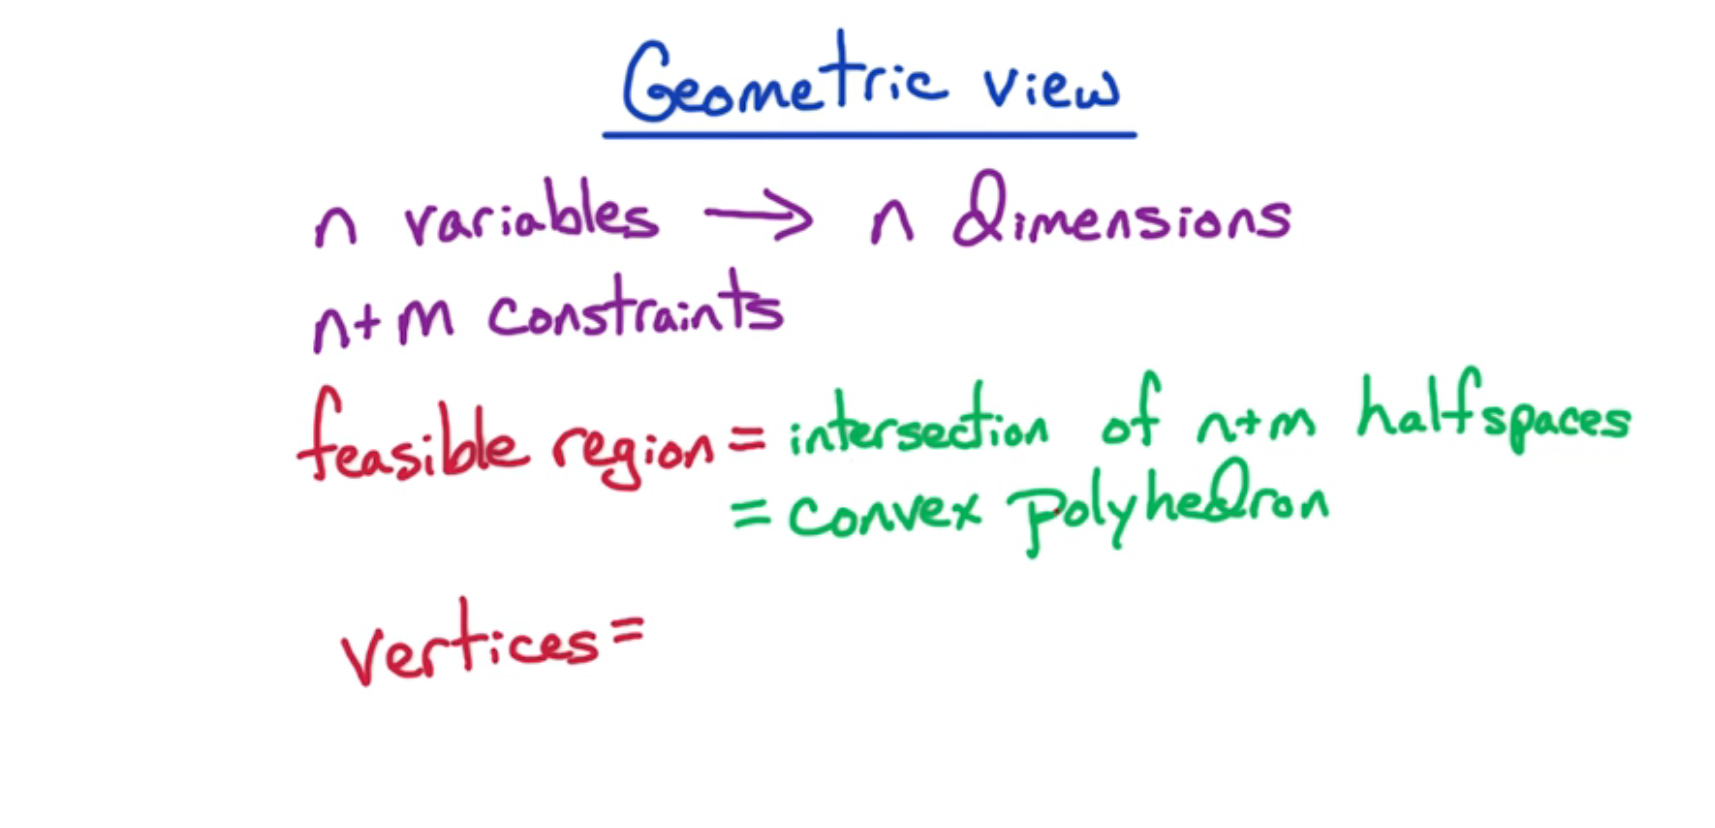 Geometric view
n variables → n dimensions
n+m constraints
feasible region = intersection of n+m halfspaces
= convex polyhedron
vertices =